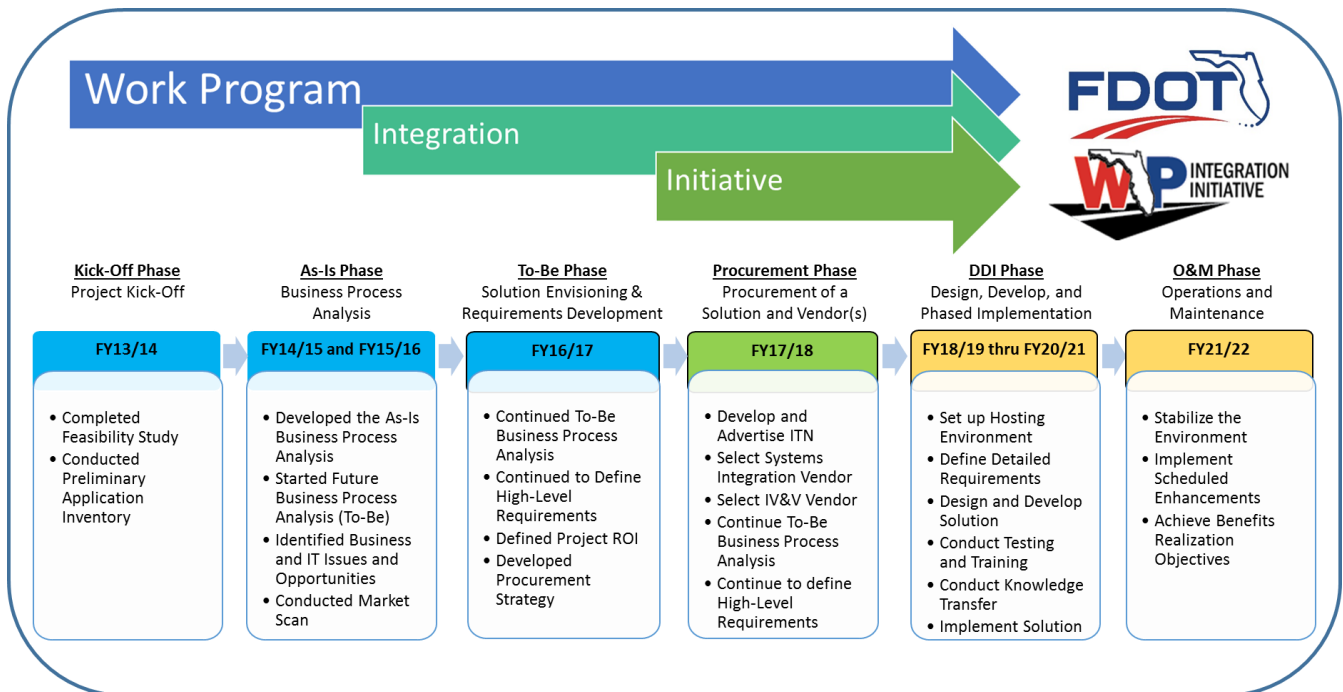 Work Program
Integration
Initiative
FDOT
WP INTEGRATION
INITIATIVE
Kick-Off Phase
Project Kick-Off
FY13/14
• Completed
Feasibility Study
• Conducted
Preliminary
Application
Inventory
As-Is Phase
Business Process
Analysis
FY14/15 and FY15/16
• Developed the As-Is
Business Process
Analysis
• Started Future
Business Process
Analysis (To-Be)
• Identified Business
and IT Issues and
Opportunities
• Conducted Market
Scan
To-Be Phase
Solution Envisioning &
Requirements Development
FY16/17
• Continued To-Be
Business Process
Analysis
• Continued to Define
High-Level
Requirements
• Defined Project ROI
• Developed
Procurement
Strategy
Procurement Phase
Procurement of a
Solution and Vendor(s)
FY17/18
• Develop and
Advertise ITN
• Select Systems
Integration Vendor
• Select IV&V Vendor
• Continue To-Be
Business Process
Analysis
• Continue to define
High-Level
Requirements
DDI Phase
Design, Develop, and
Phased Implementation
FY18/19 thru FY20/21
• Set up Hosting
Environment
• Define Detailed
Requirements
• Design and Develop
Solution
• Conduct Testing
and Training
• Conduct Knowledge
Transfer
• Implement Solution
O&M Phase
Operations and
Maintenance
FY21/22
• Stabilize the
Environment
• Implement
Scheduled
Enhancements
• Achieve Benefits
Realization
Objectives